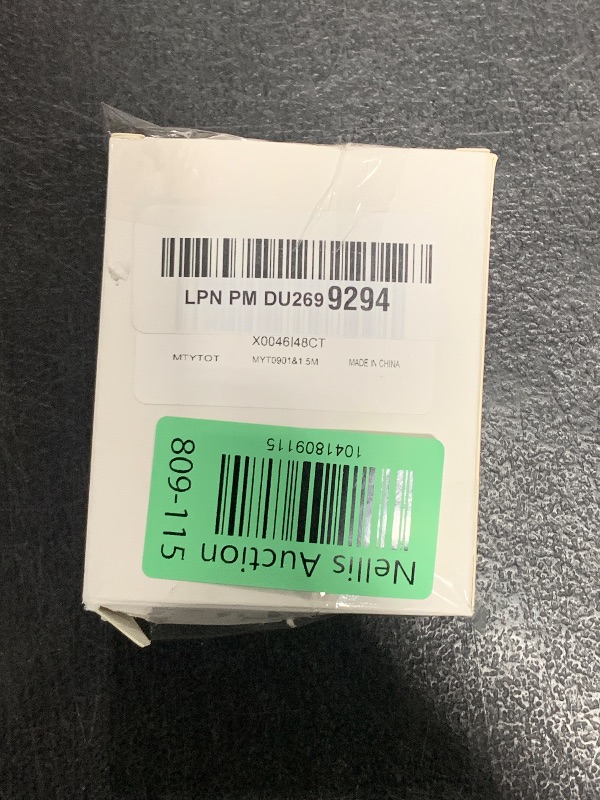 LPN PM DU269 9294
X0046I48CT
MTYTOT MYT0901&1.5M MADE IN CHINA
Nellis Auction
1041809115
809-115